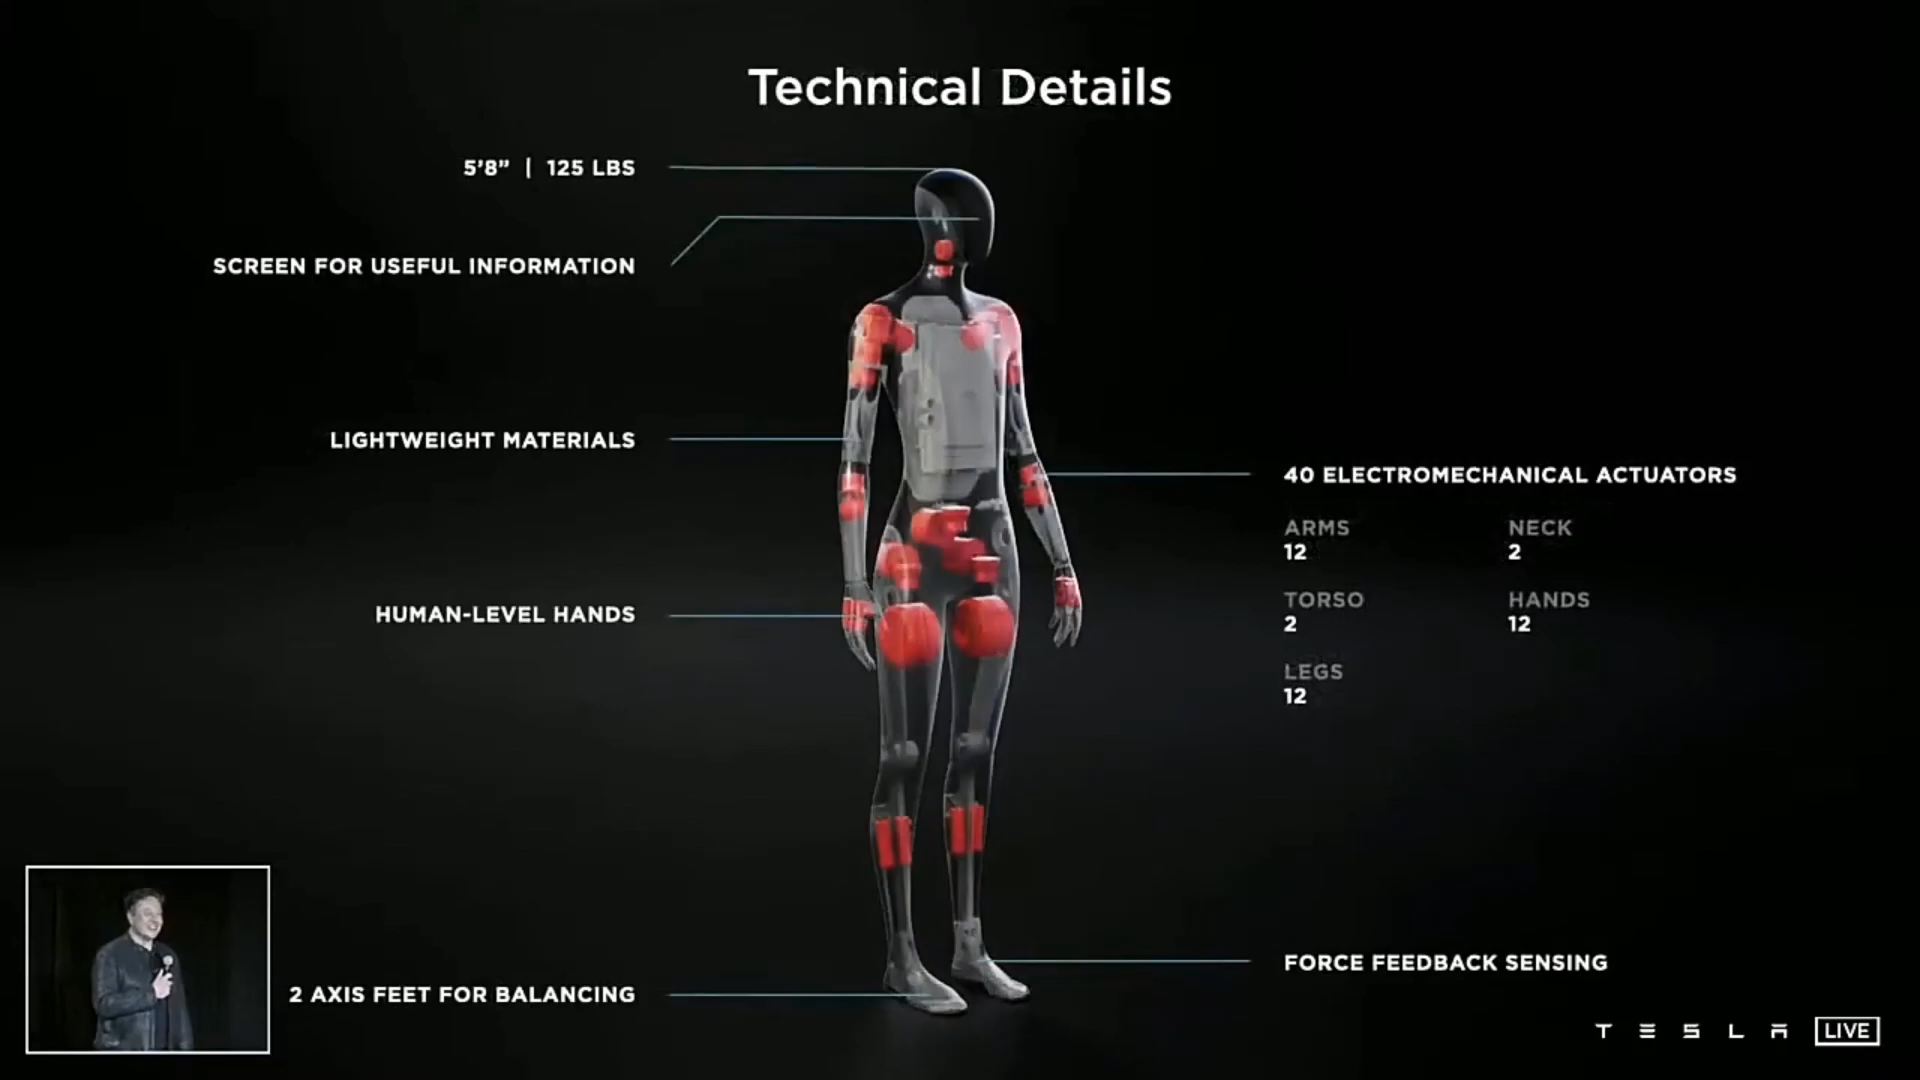 Technical Details
5’8” | 125 LBS
SCREEN FOR USEFUL INFORMATION
LIGHTWEIGHT MATERIALS
HUMAN-LEVEL HANDS
2 AXIS FEET FOR BALANCING
40 ELECTROMECHANICAL ACTUATORS
ARMS NECK
12 2
TORSO HANDS
2 12
LEGS
12
FORCE FEEDBACK SENSING
TESLA LIVE